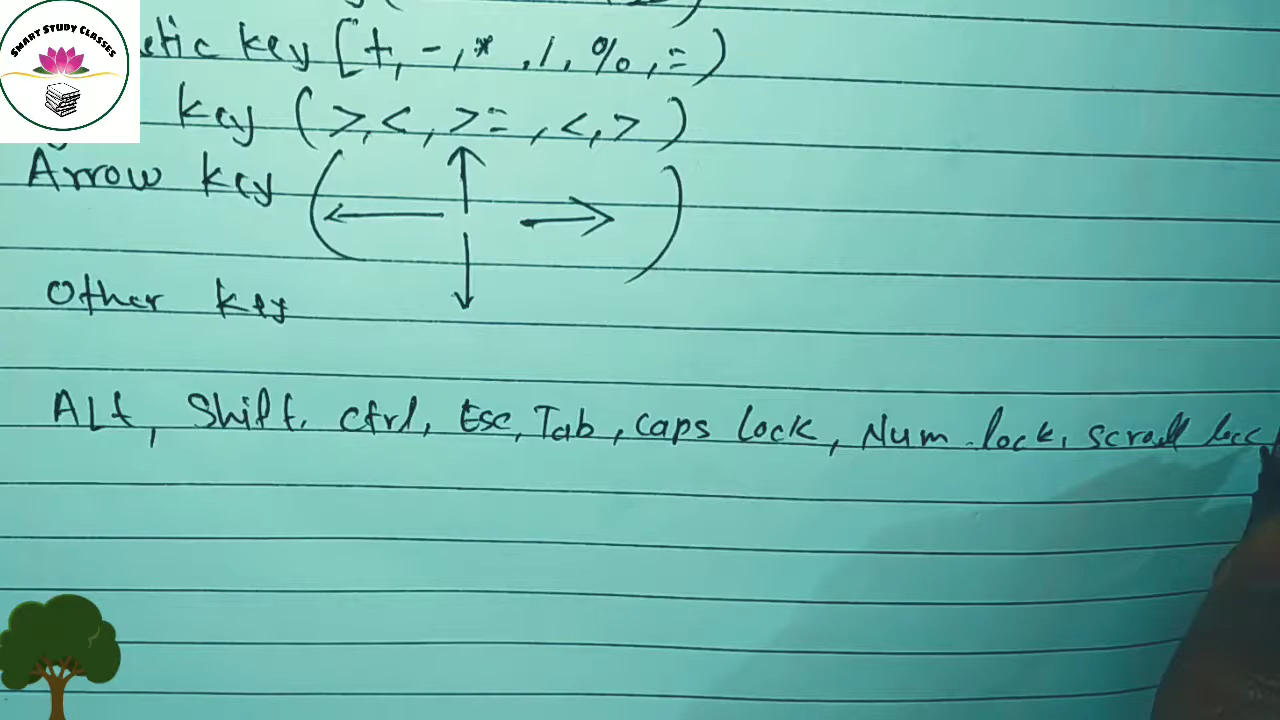 SMART STUDY CLASSES
etic key [+, -, *, /, %, =)
key (>, <, >=, <, >)
Arrow key
Other key
ALt, Shift, Ctrl, Esc, Tab, Caps lock, Num lock, Scroll lock